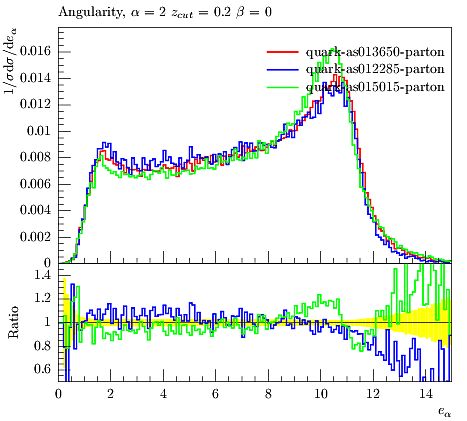 Angularity, α = 2 z_cut = 0.2 β = 0
1/σ dσ/de_α
quark-as013650-parton
quark-as012285-parton
quark-as015015-parton
0.016
0.014
0.012
0.01
0.008
0.006
0.004
0.002
0
Ratio
1.4
1.2
1
0.8
0.6
0 2 4 6 8 10 12 14
e_α